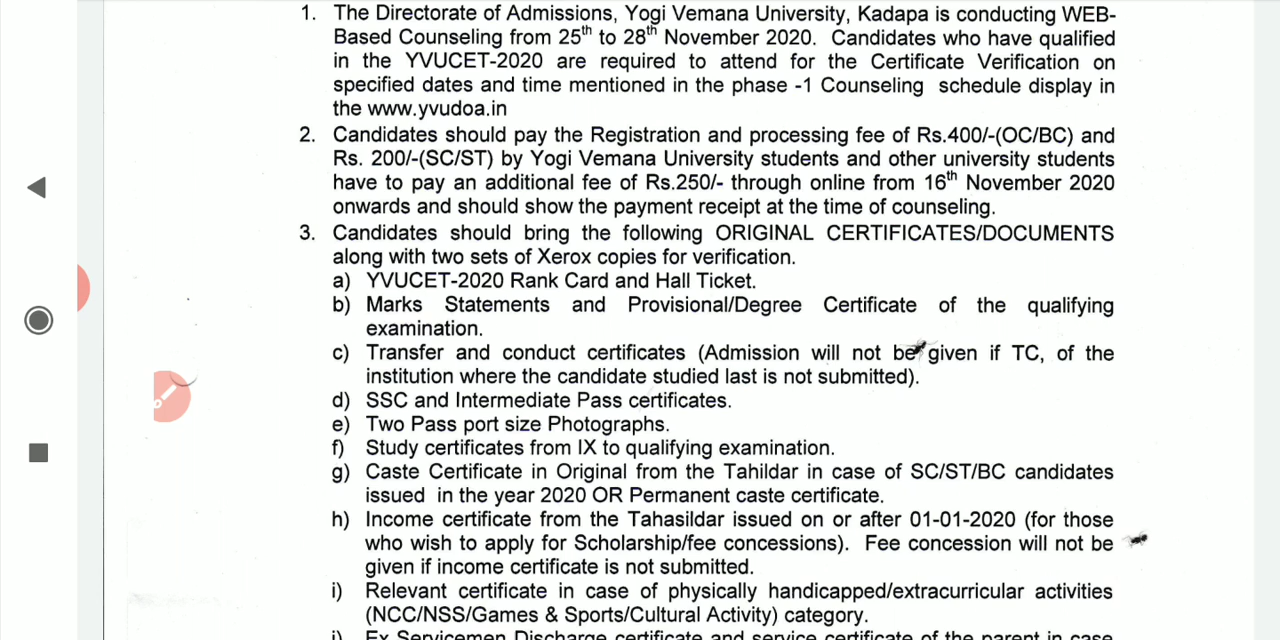 1. The Directorate of Admissions, Yogi Vemana University, Kadapa is conducting WEB-
Based Counseling from 25th to 28th November 2020. Candidates who have qualified
in the YVUCET-2020 are required to attend for the Certificate Verification on
specified dates and time mentioned in the phase -1 Counseling schedule display in
the www.yvudoa.in
2. Candidates should pay the Registration and processing fee of Rs.400/-(OC/BC) and
Rs. 200/-(SC/ST) by Yogi Vemana University students and other university students
have to pay an additional fee of Rs.250/- through online from 16th November 2020
onwards and should show the payment receipt at the time of counseling.
3. Candidates should bring the following ORIGINAL CERTIFICATES/DOCUMENTS
along with two sets of Xerox copies for verification.
a) YVUCET-2020 Rank Card and Hall Ticket.
b) Marks Statements and Provisional/Degree Certificate of the qualifying
examination.
c) Transfer and conduct certificates (Admission will not be given if TC, of the
institution where the candidate studied last is not submitted).
d) SSC and Intermediate Pass certificates.
e) Two Pass port size Photographs.
f) Study certificates from IX to qualifying examination.
g) Caste Certificate in Original from the Tahildar in case of SC/ST/BC candidates
issued in the year 2020 OR Permanent caste certificate.
h) Income certificate from the Tahasildar issued on or after 01-01-2020 (for those
who wish to apply for Scholarship/fee concessions). Fee concession will not be
given if income certificate is not submitted.
i) Relevant certificate in case of physically handicapped/extracurricular activities
(NCC/NSS/Games & Sports/Cultural Activity) category.
j) Ex Servicemen Discharge certificate and service certificate of the parent in case